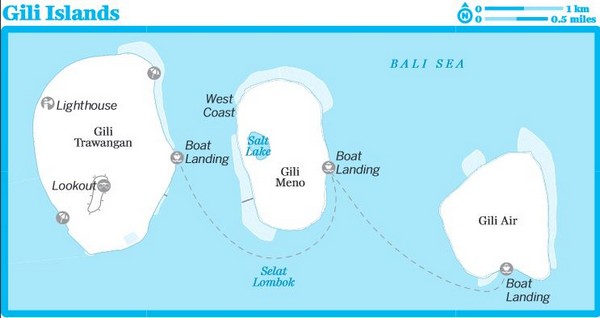 Gili Islands
N
0 1 km
0 0.5 miles
BALI SEA
Lighthouse
Gili
Trawangan
Lookout
Boat
Landing
West
Coast
Salt
Lake
Gili
Meno
Boat
Landing
Selat
Lombok
Gili Air
Boat
Landing